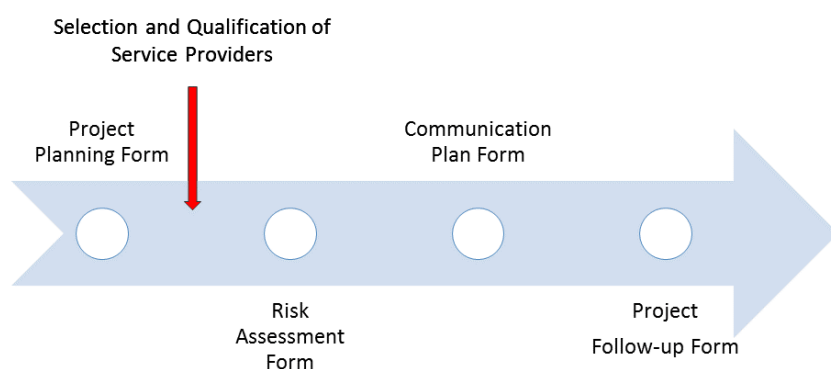 Selection and Qualification of
Service Providers
Project
Planning Form
Communication
Plan Form
Risk
Assessment
Form
Project
Follow-up Form